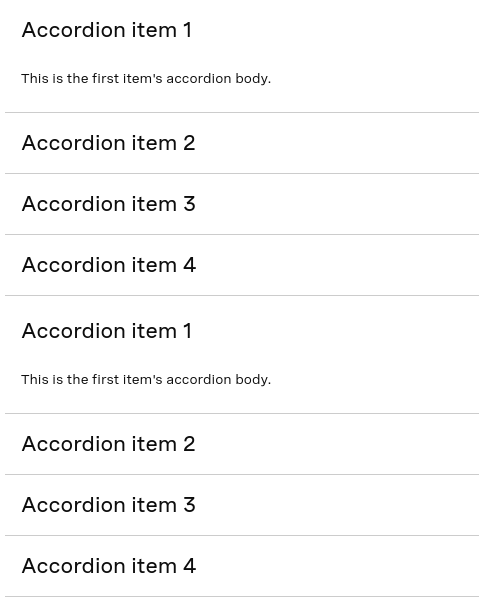 Accordion item 1
This is the first item's accordion body.
Accordion item 2
Accordion item 3
Accordion item 4
Accordion item 1
This is the first item's accordion body.
Accordion item 2
Accordion item 3
Accordion item 4